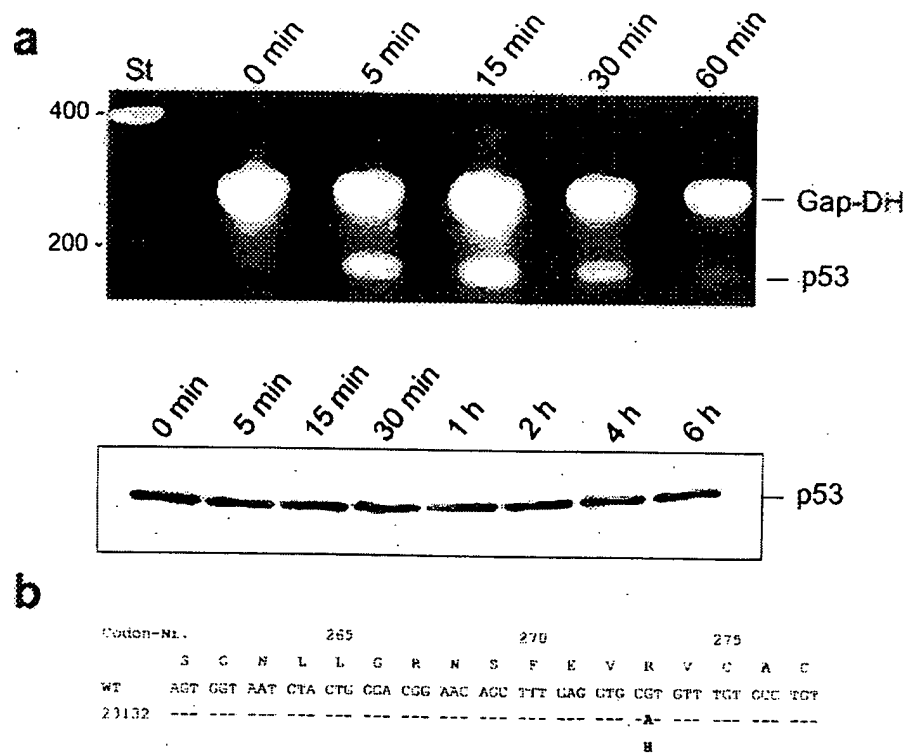 a
St 0 min 5 min 15 min 30 min 60 min
400 -
Gap-DH
200 -
p53
0 min 5 min 15 min 30 min 1 h 2 h 4 h 6 h
p53
b
Codon-Nr. 265 270 275
S G N L L G R N S F E V R V C A C
WT AGT GGT AAT CTA CTG GGA CGG AAC AGC TTT GAG GTG CGT GTT TGT GCC TGT
23132 --- --- --- --- --- --- --- --- --- --- --- --- -A- --- --- --- ---
H